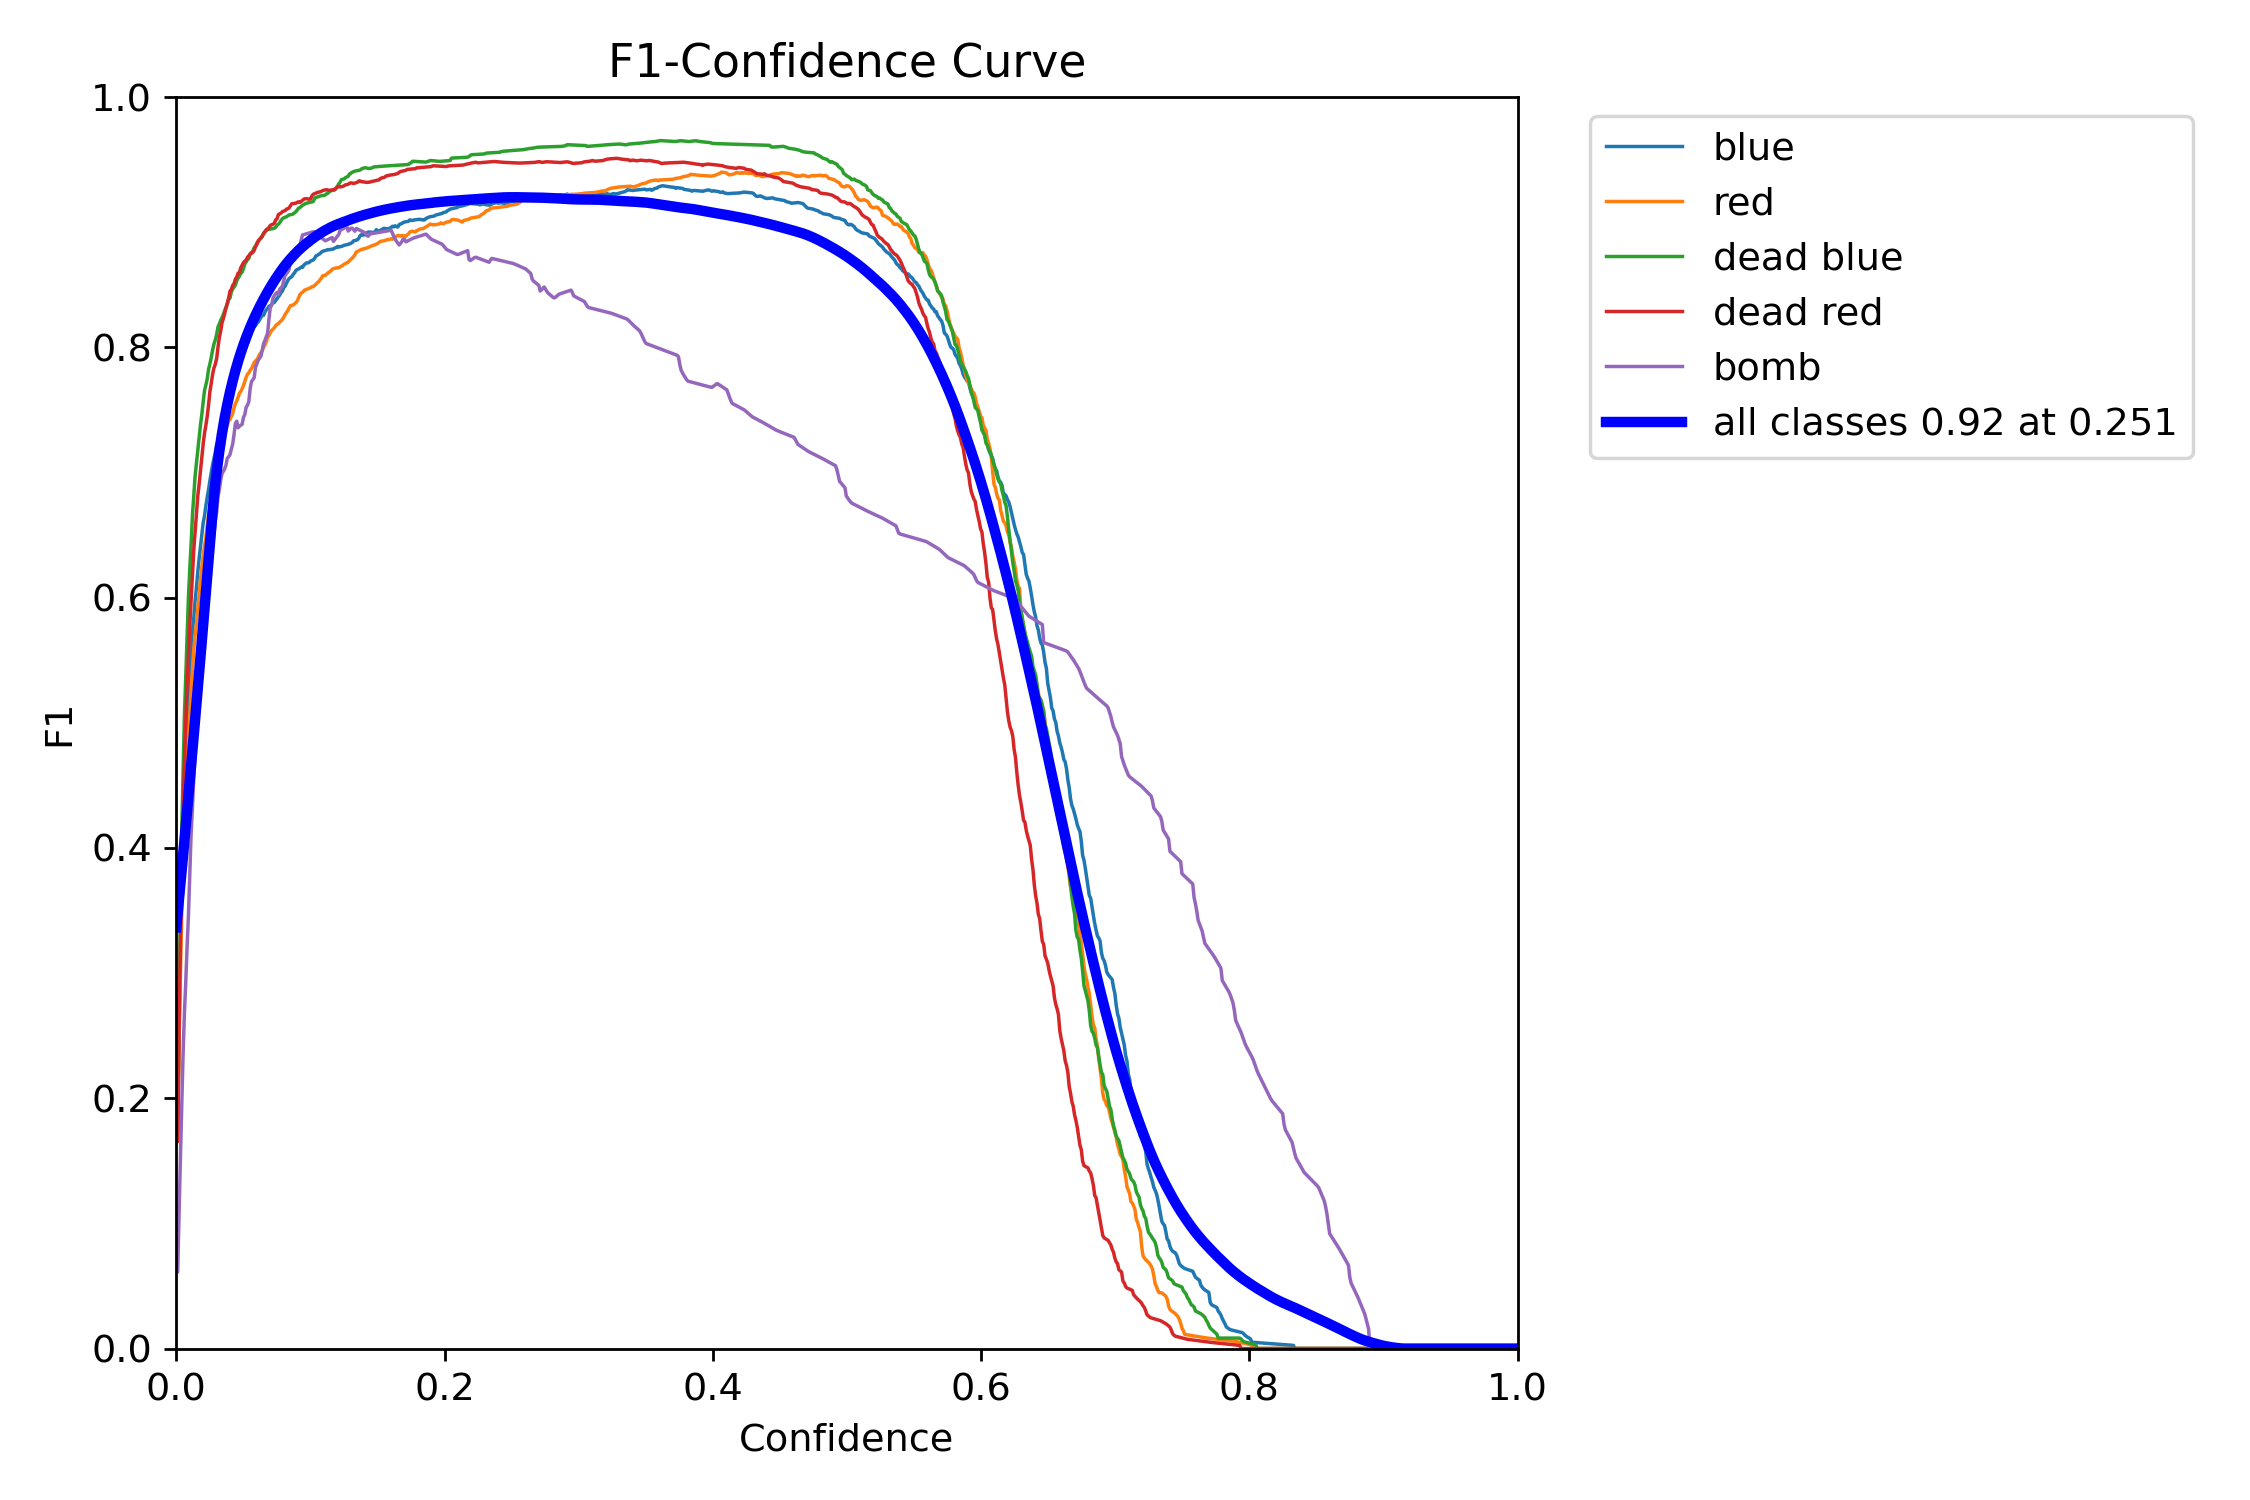 F1-Confidence Curve
1.0
0.8
0.6
0.4
0.2
0.0
F1
0.0 0.2 0.4 0.6 0.8 1.0
Confidence
blue
red
dead blue
dead red
bomb
all classes 0.92 at 0.251